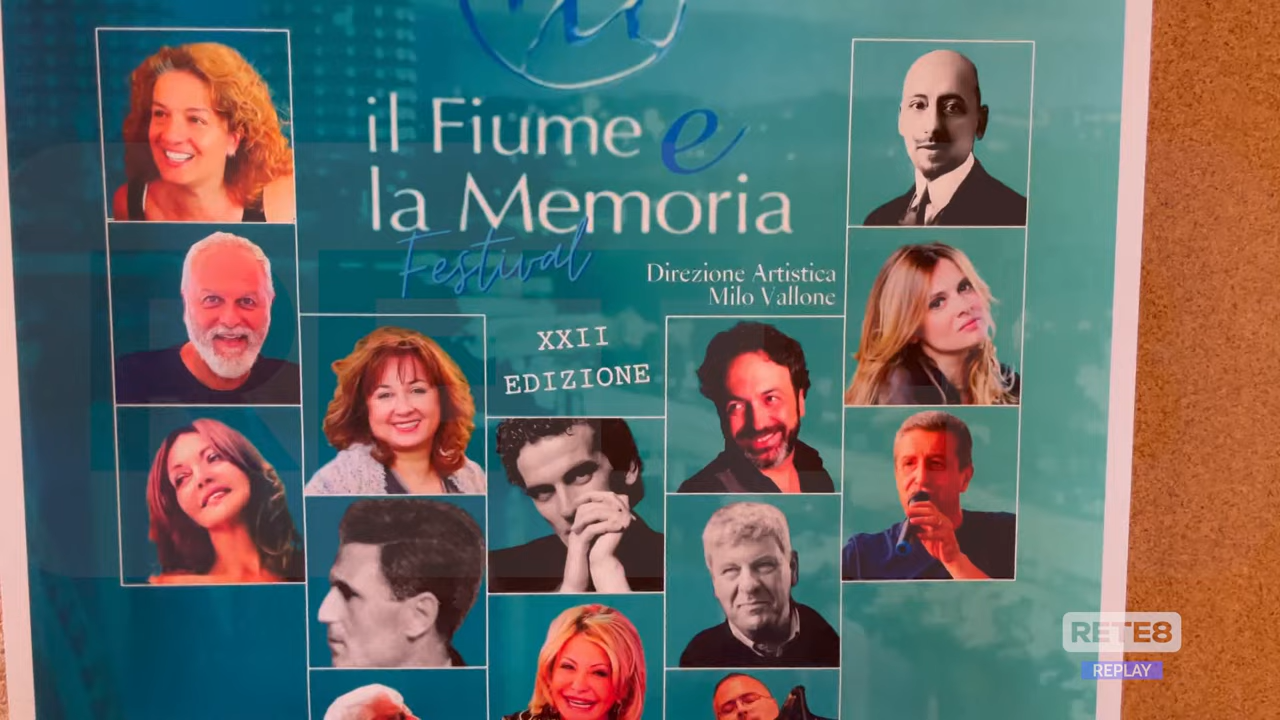 il Fiume e
la Memoria
Festival
Direzione Artistica
Milo Vallone
XXII
EDIZIONE
RETE8
REPLAY